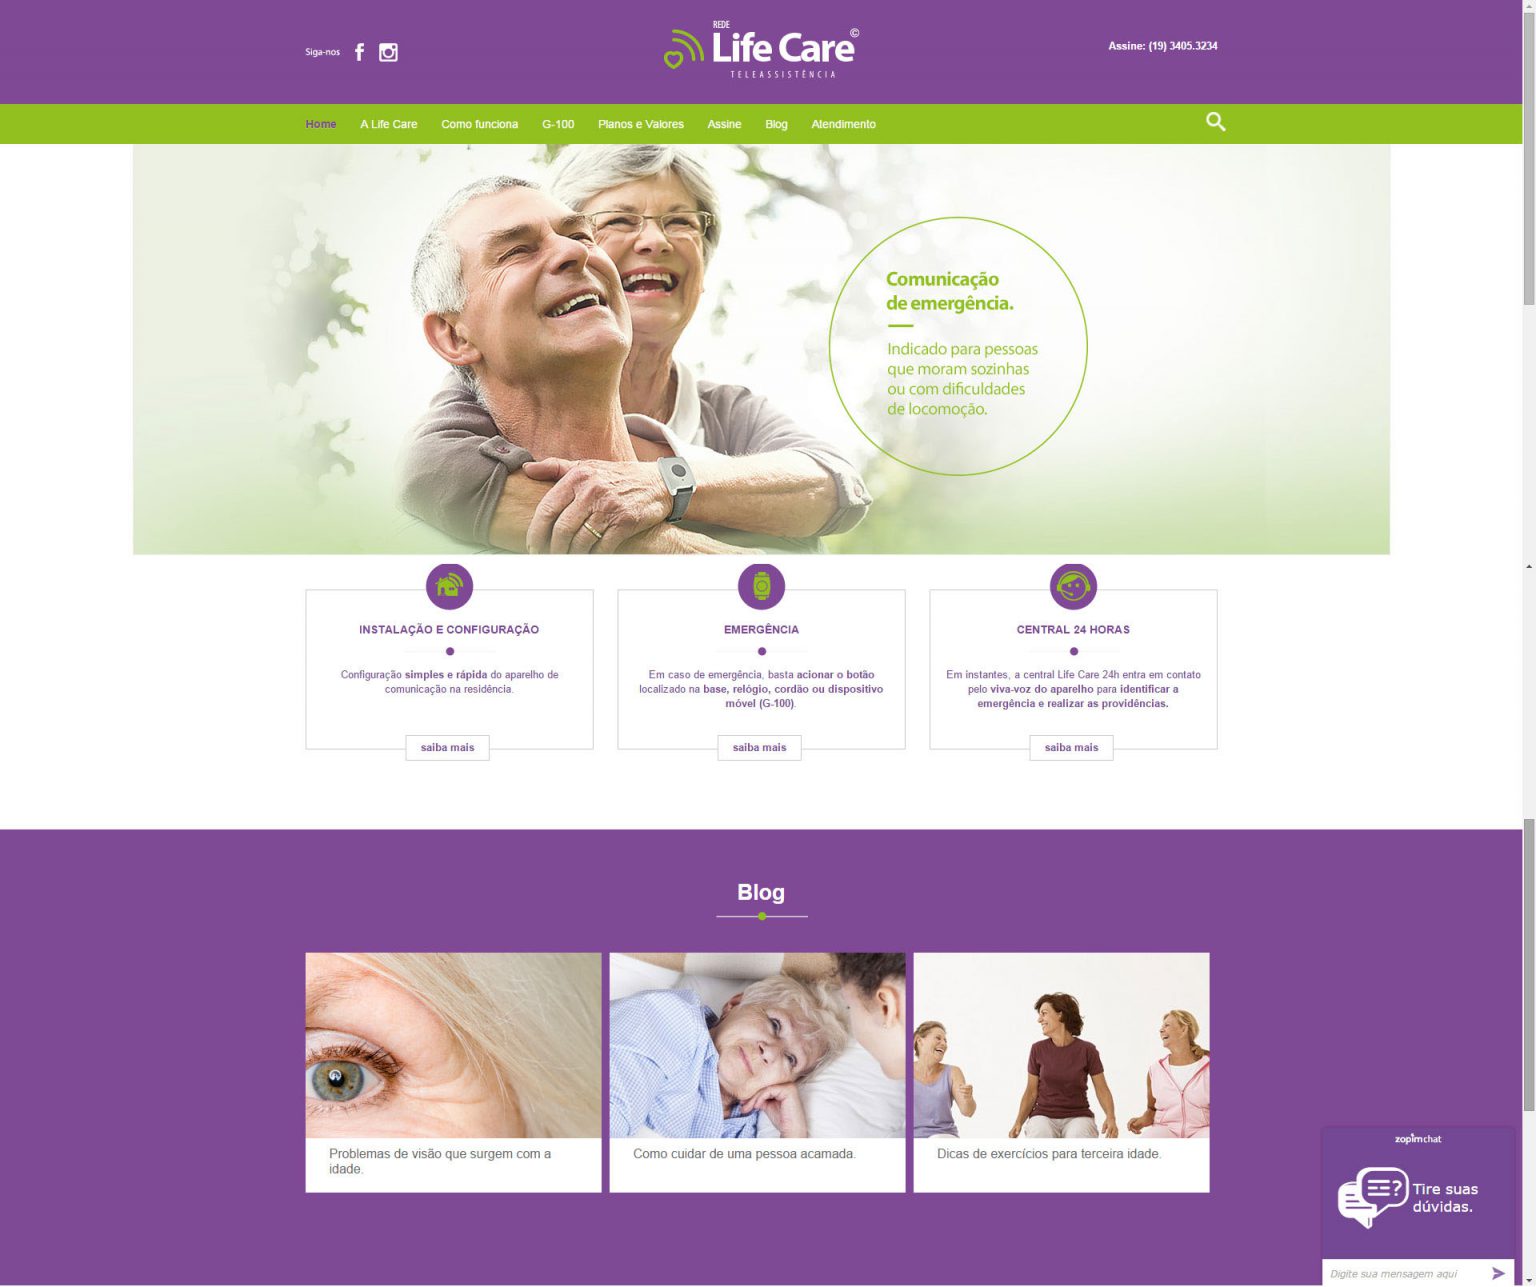 Siga-nos
REDE
Life Care©
TELEASSISTÊNCIA
Assine: (19) 3405.3234
Home A Life Care Como funciona G-100 Planos e Valores Assine Blog Atendimento
Comunicação
de emergência.
Indicado para pessoas
que moram sozinhas
ou com dificuldades
de locomoção.
INSTALAÇÃO E CONFIGURAÇÃO
Configuração simples e rápida do aparelho de
comunicação na residência.
saiba mais
EMERGÊNCIA
Em caso de emergência, basta acionar o botão
localizado na base, relógio, cordão ou dispositivo
móvel (G-100).
saiba mais
CENTRAL 24 HORAS
Em instantes, a central Life Care 24h entra em contato
pelo viva-voz do aparelho para identificar a
emergência e realizar as providências.
saiba mais
Blog
Problemas de visão que surgem com a
idade.
Como cuidar de uma pessoa acamada.
Dicas de exercícios para terceira idade.
zopimchat
Tire suas
dúvidas.
Digite sua mensagem aqui